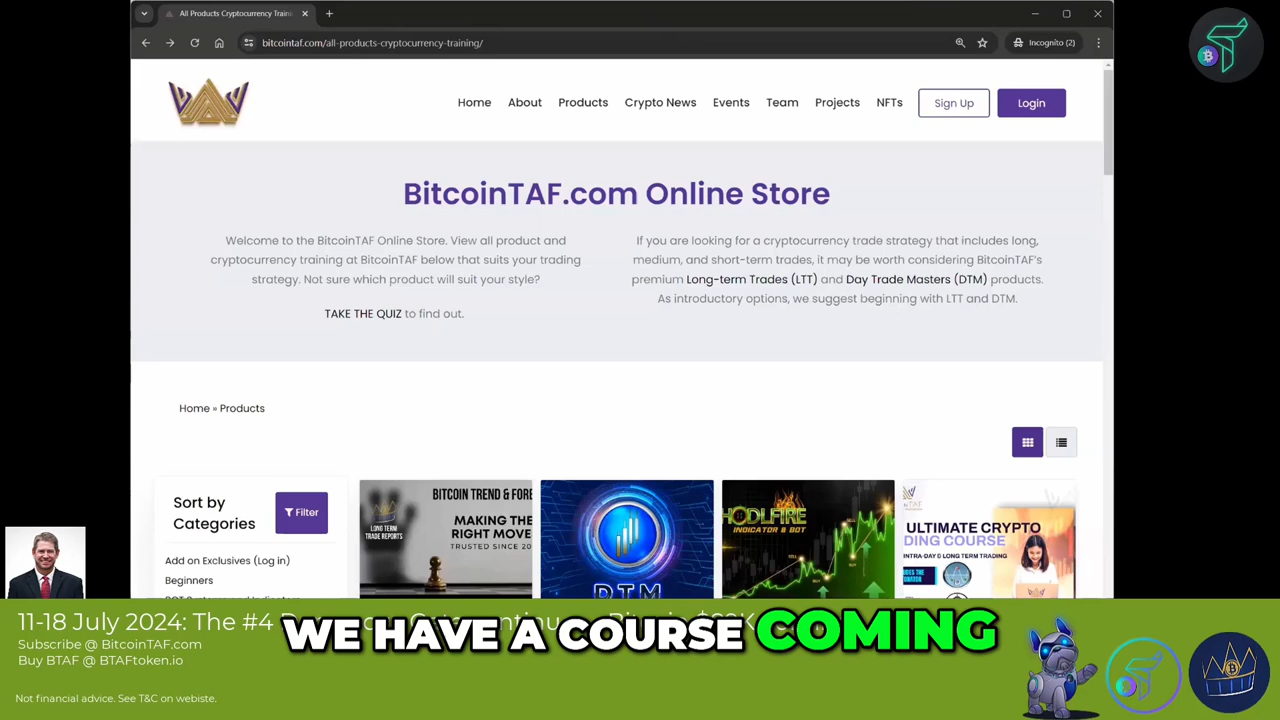 All Products Cryptocurrency Traini
bitcointaf.com/all-products-cryptocurrency-training/
Incognito (2)
Home
About
Products
Crypto News
Events
Team
Projects
NFTs
Sign Up
Login
BitcoinTAF.com Online Store
Welcome to the BitcoinTAF Online Store. View all product and
cryptocurrency training at BitcoinTAF below that suits your trading
strategy. Not sure which product will suit your style?
TAKE THE QUIZ to find out.
If you are looking for a cryptocurrency trade strategy that includes long,
medium, and short-term trades, it may be worth considering BitcoinTAF's
premium Long-term Trades (LTT) and Day Trade Masters (DTM) products.
As introductory options, we suggest beginning with LTT and DTM.
Home » Products
Sort by
Categories
Filter
Add on Exclusives (Log in)
Beginners
BITCOIN TREND & FORE
LONG TERM
TRADE REPORTS
MAKING THE
RIGHT MOVE
TRUSTED SINCE 20
DTM
HODLFIRE
INDICATOR & BOT
SELL
BUY
BUY
ULTIMATE CRYPTO
DING COURSE
INTRA-DAY & LONG TERM TRADING
11-18 July 2024: The #4
WE HAVE A COURSE COMING
Subscribe @ BitcoinTAF.com
Buy BTAF @ BTAFtoken.io
Not financial advice. See T&C on webiste.